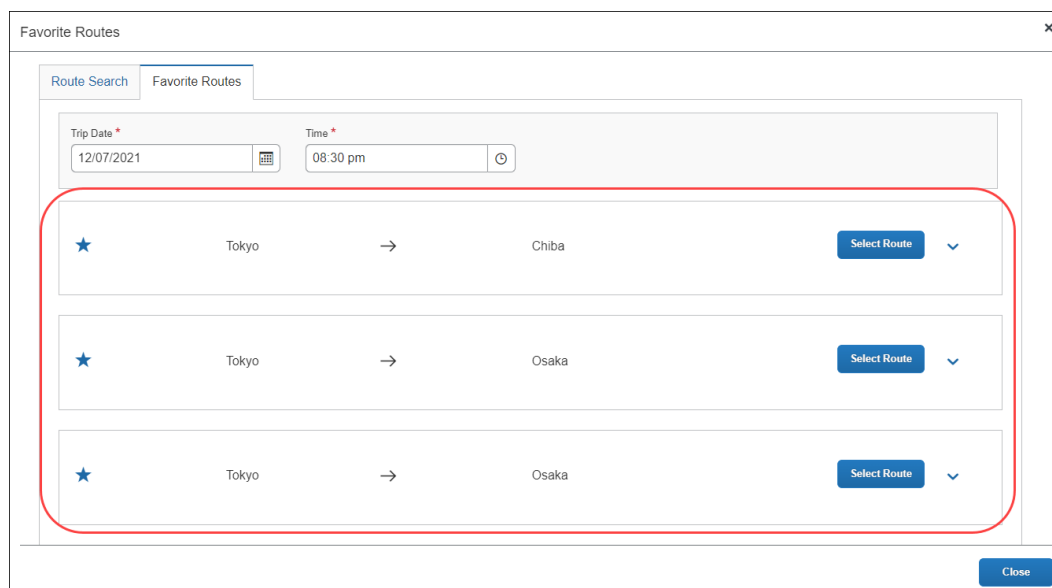 Favorite Routes
Route Search Favorite Routes
Trip Date * Time *
12/07/2021 08:30 pm
Tokyo → Chiba Select Route
Tokyo → Osaka Select Route
Tokyo → Osaka Select Route
Close